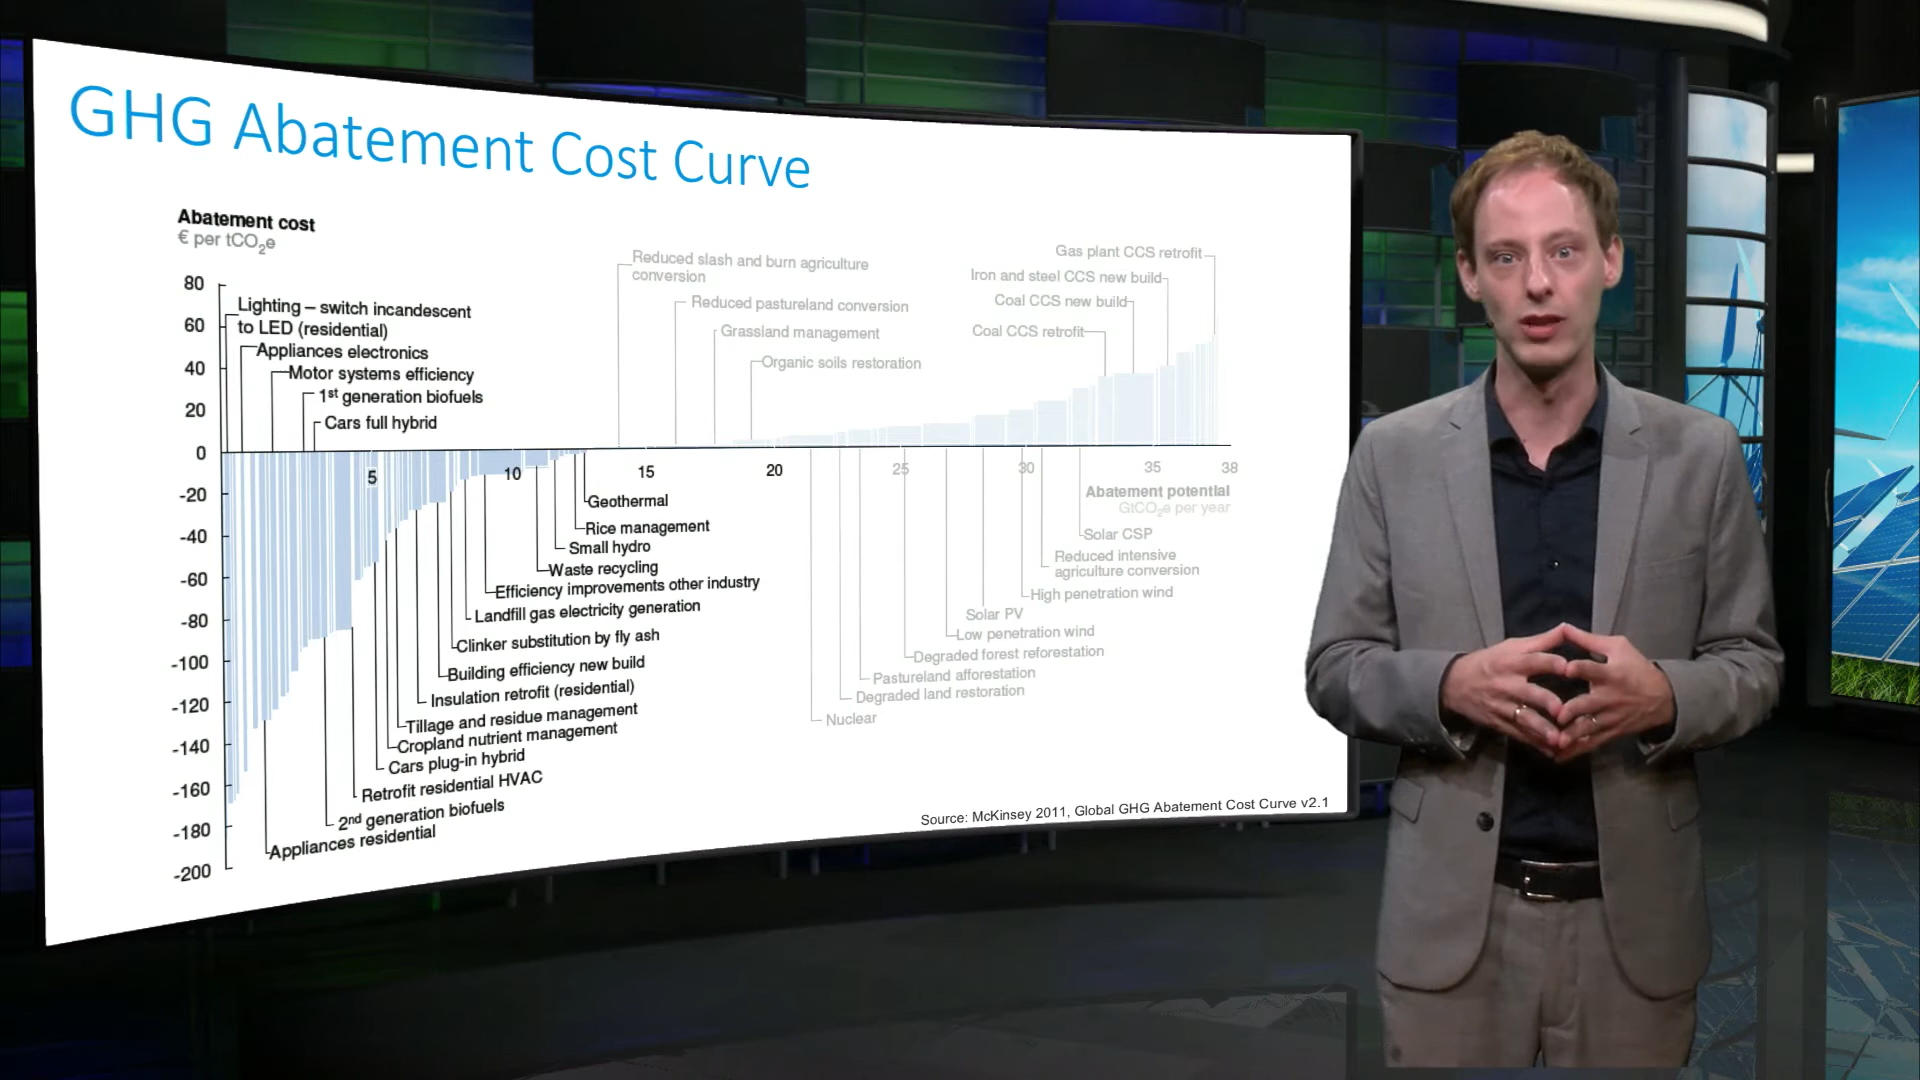 GHG Abatement Cost Curve
Abatement cost
€ per tCO₂e
80
60
40
20
0
-20
-40
-60
-80
-100
-120
-140
-160
-180
-200
Lighting – switch incandescent
to LED (residential)
Appliances electronics
Motor systems efficiency
1st generation biofuels
Cars full hybrid
Reduced slash and burn agriculture
conversion
Reduced pastureland conversion
Grassland management
Organic soils restoration
Gas plant CCS retrofit
Iron and steel CCS new build
Coal CCS new build
Coal CCS retrofit
5
10
15
20
25
30
35
38
Abatement potential
GtCO₂e per year
Geothermal
Rice management
Small hydro
Waste recycling
Efficiency improvements other industry
Landfill gas electricity generation
Clinker substitution by fly ash
Building efficiency new build
Insulation retrofit (residential)
Tillage and residue management
Cropland nutrient management
Cars plug-in hybrid
Retrofit residential HVAC
2nd generation biofuels
Appliances residential
Solar CSP
Reduced intensive
agriculture conversion
High penetration wind
Solar PV
Low penetration wind
Degraded forest reforestation
Pastureland afforestation
Degraded land restoration
Nuclear
Source: McKinsey 2011, Global GHG Abatement Cost Curve v2.1